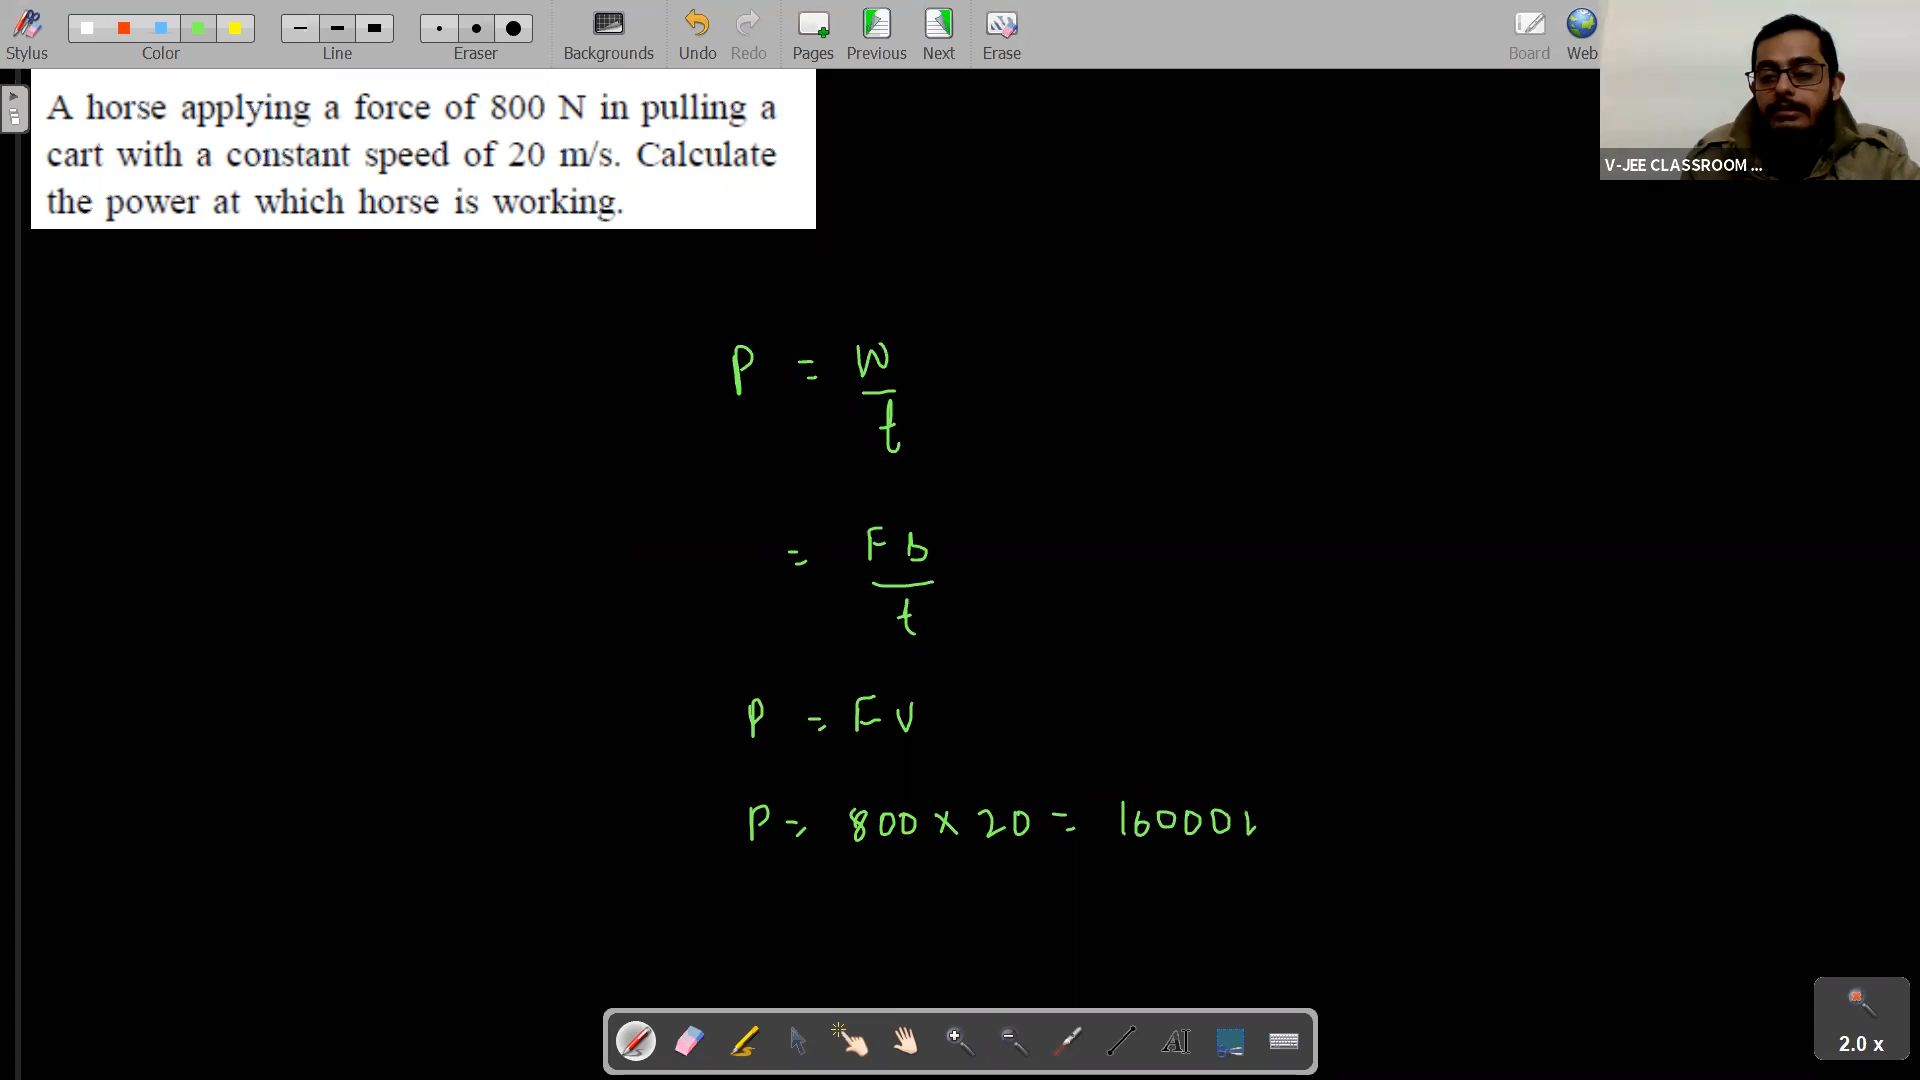 Stylus Color Line Eraser Backgrounds Undo Redo Pages Previous Next Erase Board Web
A horse applying a force of 800 N in pulling a
cart with a constant speed of 20 m/s. Calculate
the power at which horse is working.
V-JEE CLASSROOM ...
P = W
t
= F s
t
P = F V
P = 800 × 20 = 16000
2.0 x